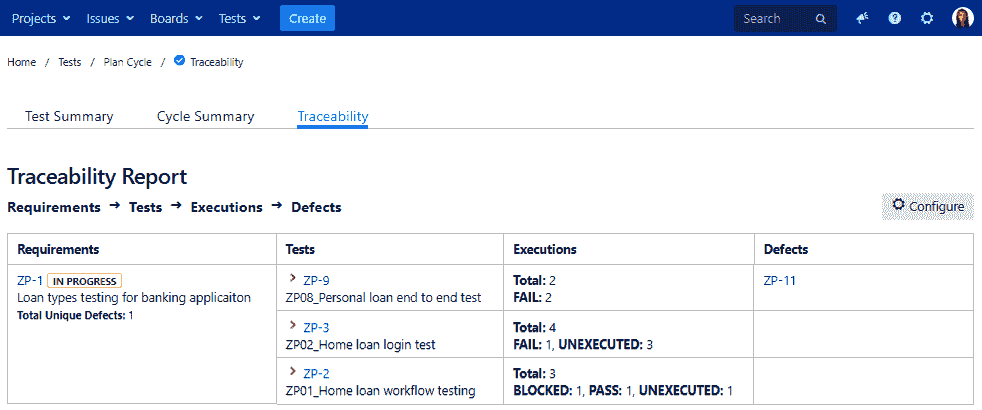 Projects Issues Boards Tests Create Search
Home / Tests / Plan Cycle / Traceability
Test Summary Cycle Summary Traceability
Traceability Report
Requirements → Tests → Executions → Defects
Configure
Requirements Tests Executions Defects
ZP-1 IN PROGRESS
Loan types testing for banking applicaiton
Total Unique Defects: 1
ZP-9
ZP08_Personal loan end to end test
Total: 2
FAIL: 2
ZP-11
ZP-3
ZP02_Home loan login test
Total: 4
FAIL: 1, UNEXECUTED: 3
ZP-2
ZP01_Home loan workflow testing
Total: 3
BLOCKED: 1, PASS: 1, UNEXECUTED: 1